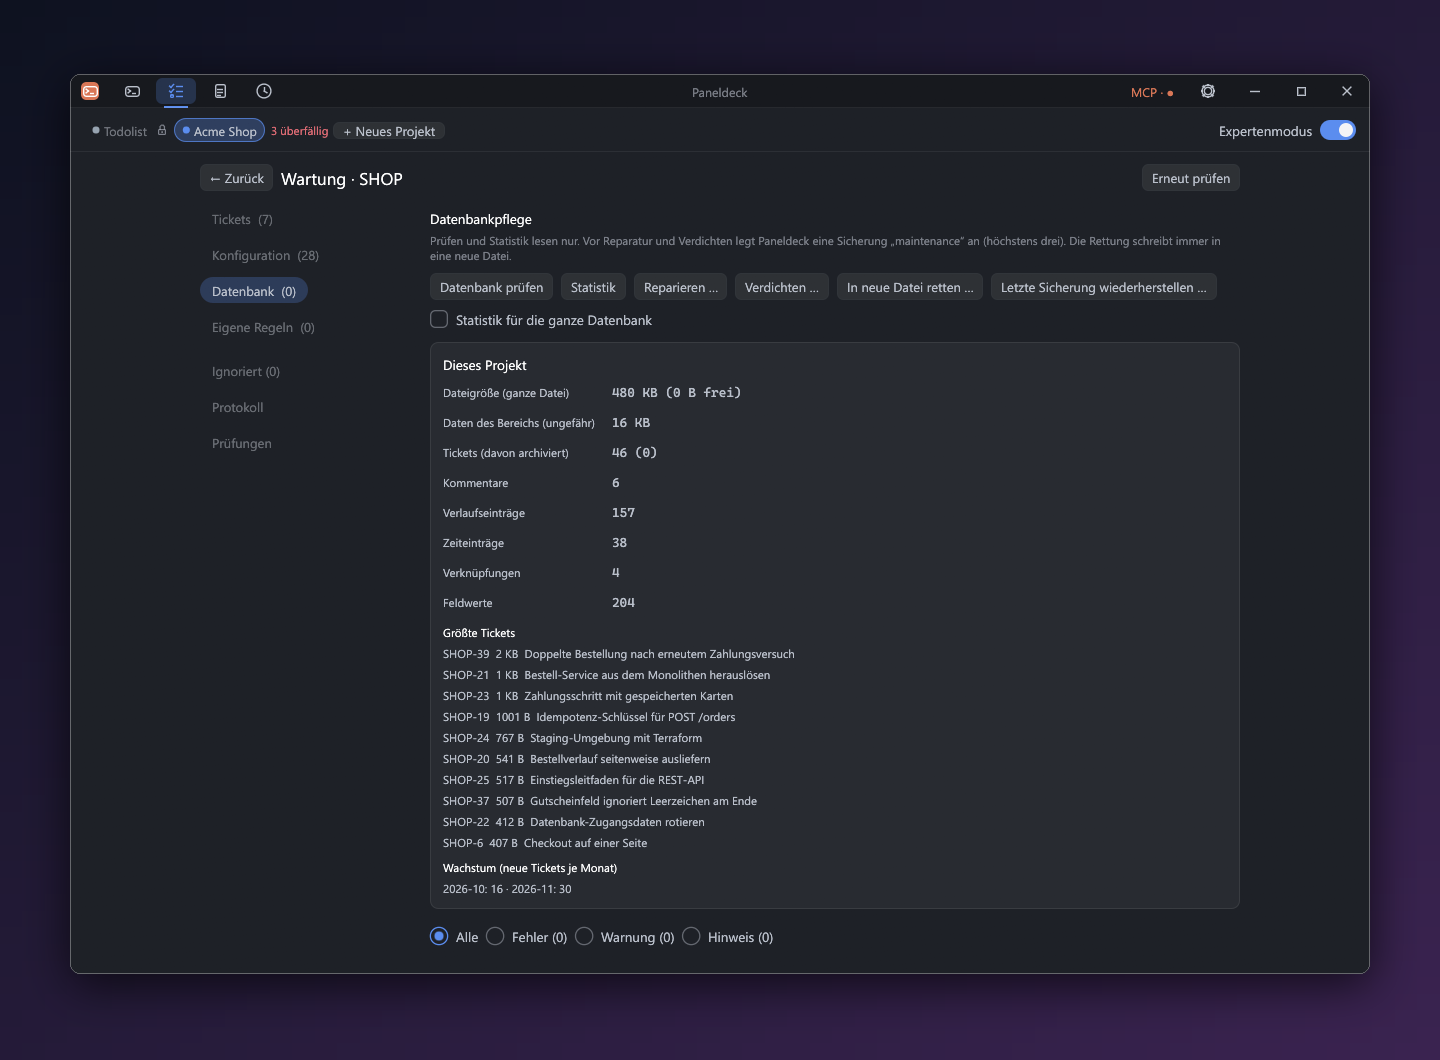 Paneldeck
MCP ·
Todolist
Acme Shop
3 überfällig
+ Neues Projekt
Expertenmodus
← Zurück
Wartung · SHOP
Erneut prüfen
Tickets (7)
Konfiguration (28)
Datenbank (0)
Eigene Regeln (0)
Ignoriert (0)
Protokoll
Prüfungen
Datenbankpflege
Prüfen und Statistik lesen nur. Vor Reparatur und Verdichten legt Paneldeck eine Sicherung „maintenance“ an (höchstens drei). Die Rettung schreibt immer in
eine neue Datei.
Datenbank prüfen
Statistik
Reparieren ...
Verdichten ...
In neue Datei retten ...
Letzte Sicherung wiederherstellen ...
Statistik für die ganze Datenbank
Dieses Projekt
Dateigröße (ganze Datei) 480 KB (0 B frei)
Daten des Bereichs (ungefähr) 16 KB
Tickets (davon archiviert) 46 (0)
Kommentare 6
Verlaufseinträge 157
Zeiteinträge 38
Verknüpfungen 4
Feldwerte 204
Größte Tickets
SHOP-39 2 KB Doppelte Bestellung nach erneutem Zahlungsversuch
SHOP-21 1 KB Bestell-Service aus dem Monolithen herauslösen
SHOP-23 1 KB Zahlungsschritt mit gespeicherten Karten
SHOP-19 1001 B Idempotenz-Schlüssel für POST /orders
SHOP-24 767 B Staging-Umgebung mit Terraform
SHOP-20 541 B Bestellverlauf seitenweise ausliefern
SHOP-25 517 B Einstiegsleitfaden für die REST-API
SHOP-37 507 B Gutscheinfeld ignoriert Leerzeichen am Ende
SHOP-22 412 B Datenbank-Zugangsdaten rotieren
SHOP-6 407 B Checkout auf einer Seite
Wachstum (neue Tickets je Monat)
2026-10: 16 · 2026-11: 30
Alle
Fehler (0)
Warnung (0)
Hinweis (0)